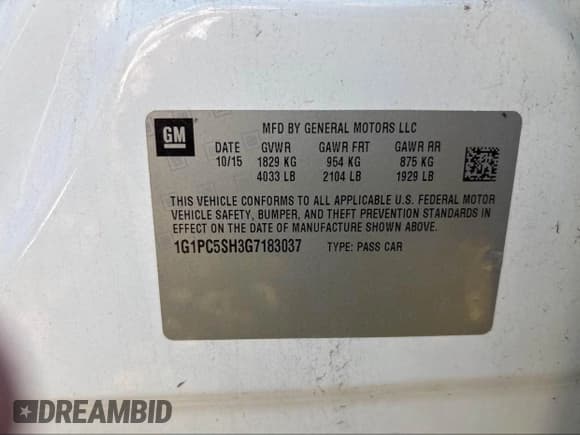 GM
MFD BY GENERAL MOTORS LLC
DATE GVWR GAWR FRT GAWR RR
10/15 1829 KG 954 KG 875 KG
4033 LB 2104 LB 1929 LB
THIS VEHICLE CONFORMS TO ALL APPLICABLE U.S. FEDERAL MOTOR
VEHICLE SAFETY, BUMPER, AND THEFT PREVENTION STANDARDS IN
EFFECT ON THE DATE OF MANUFACTURE SHOWN ABOVE.
1G1PC5SH3G7183037 TYPE: PASS CAR
DREAMBID